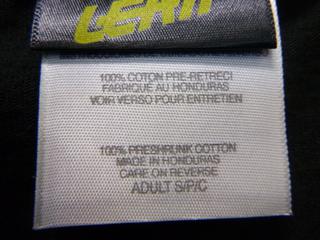 LEAT
100% COTON PRE-RETRECI
FABRIQUE AU HONDURAS
VOIR VERSO POUR ENTRETIEN
100% PRESHRUNK COTTON
MADE IN HONDURAS
CARE ON REVERSE
ADULT S/P/C